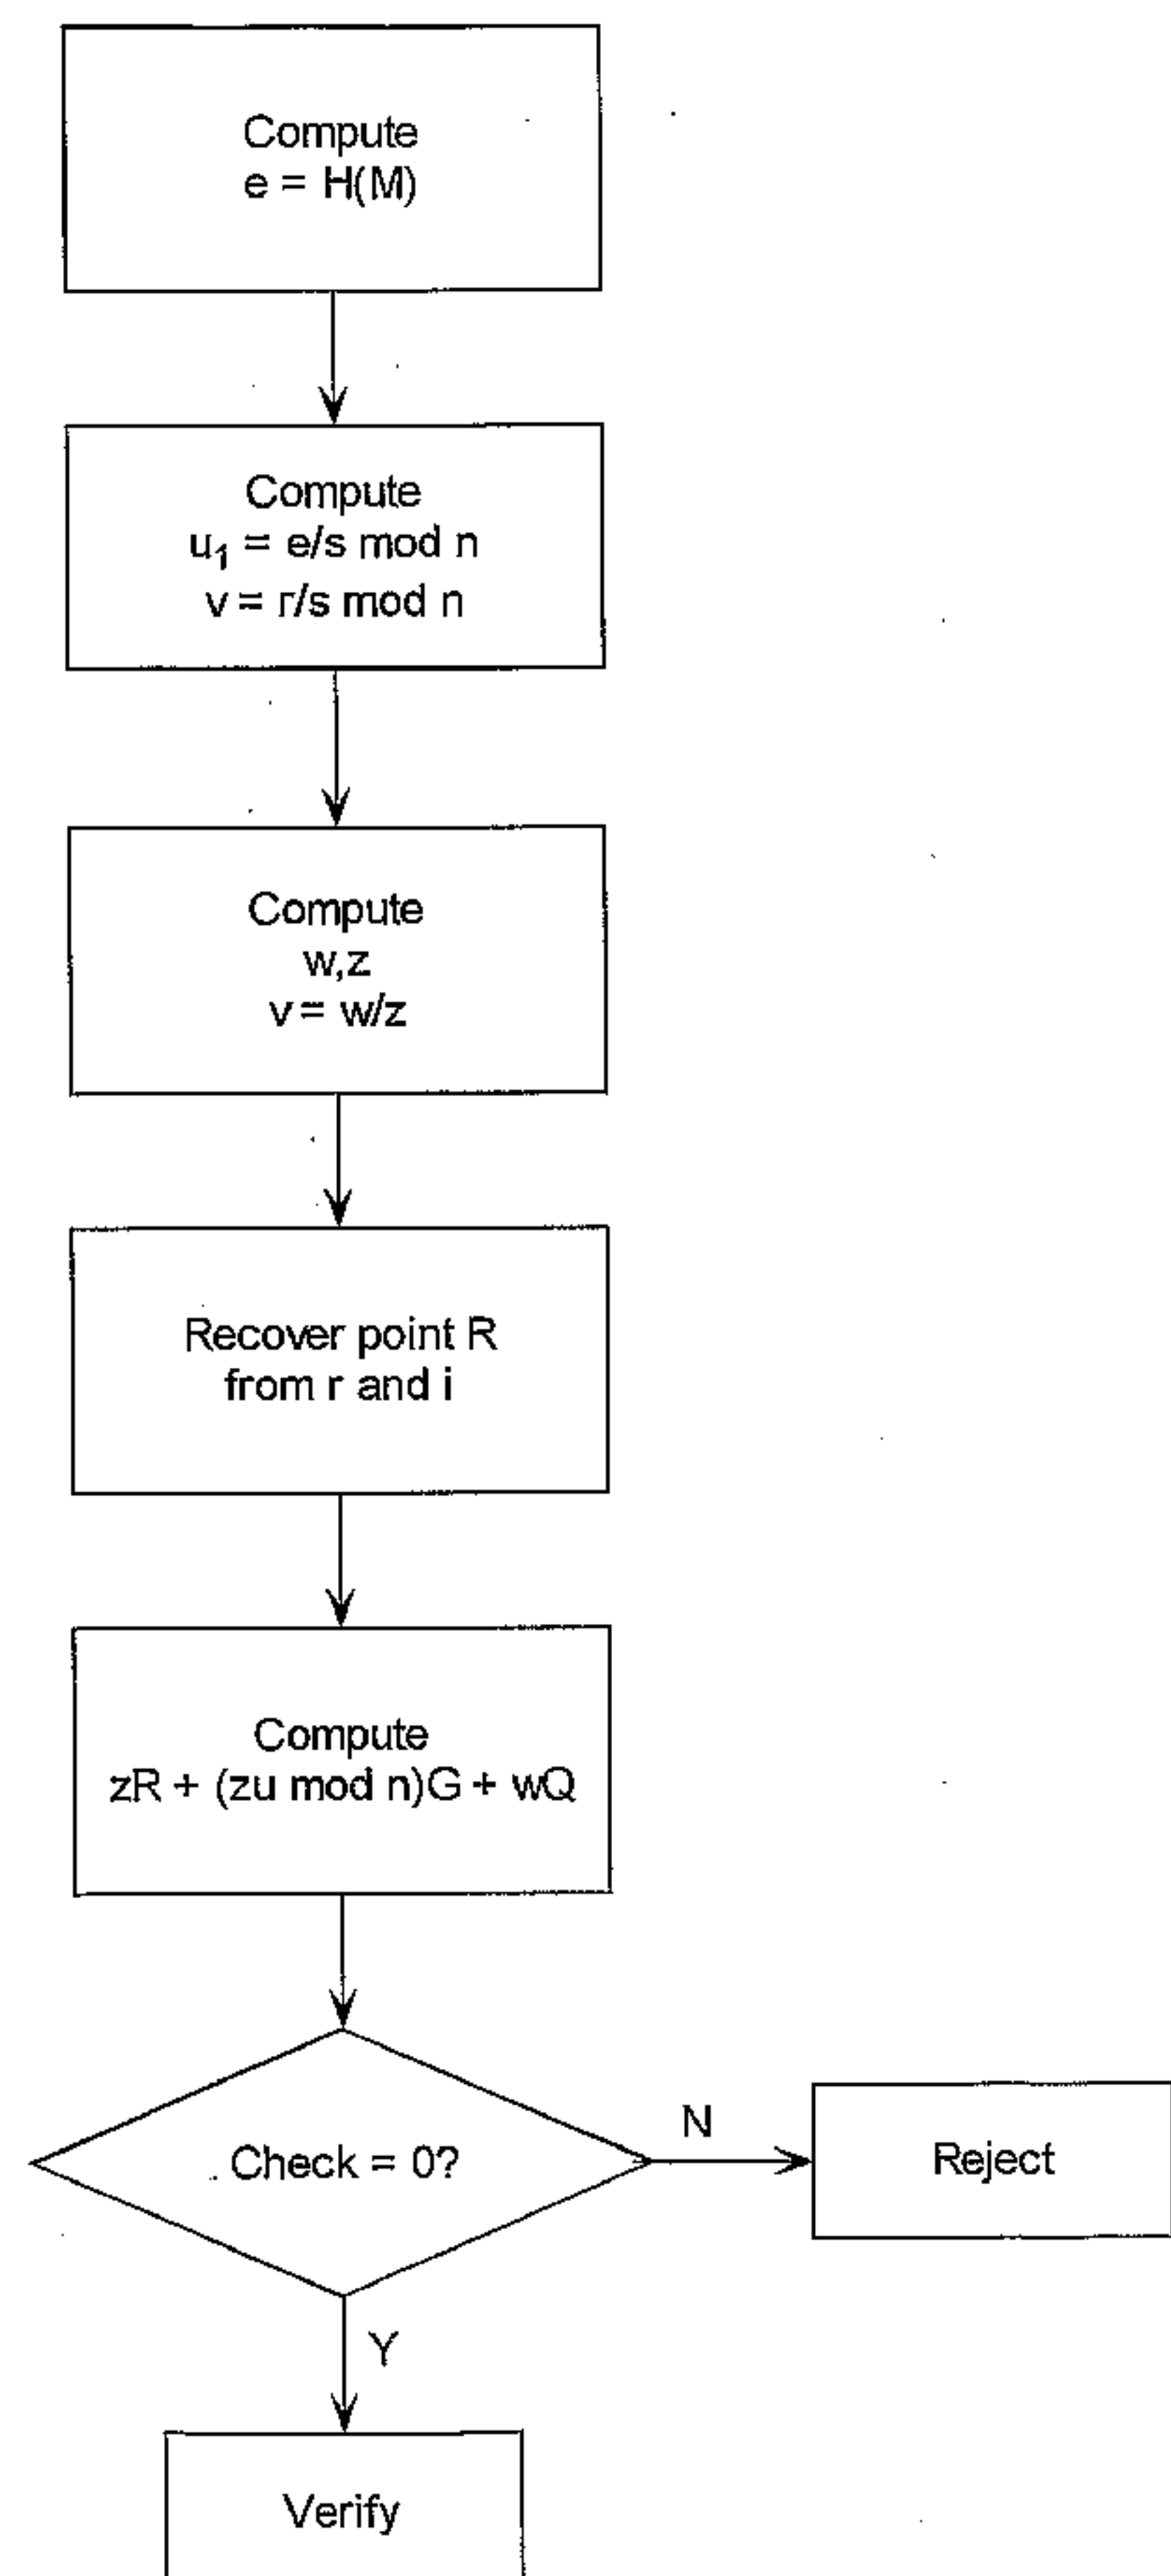 Compute
e = H(M)
Compute
u₁ = e/s mod n
v = r/s mod n
Compute
w,z
v = w/z
Recover point R
from r and i
Compute
zR + (zu mod n)G + wQ
Check = 0?
N
Reject
Y
Verify